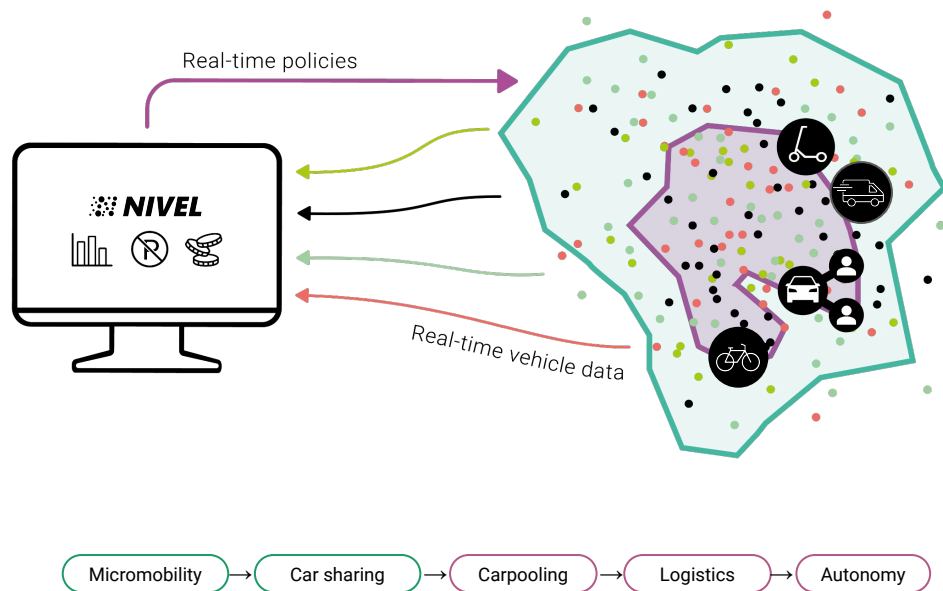 Real-time policies
NIVEL
P
Real-time vehicle data
Micromobility
Car sharing
Carpooling
Logistics
Autonomy